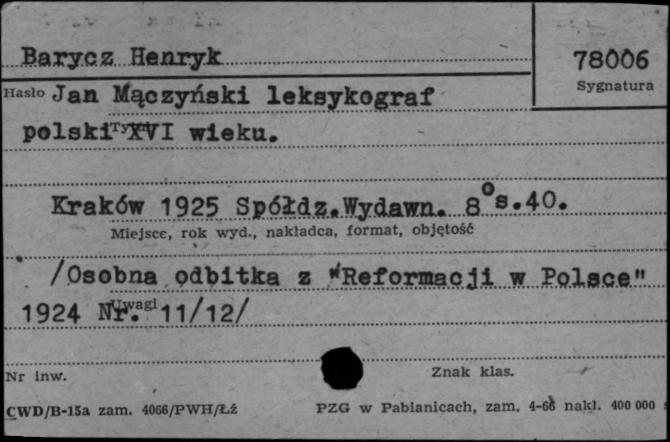 Barycz Henryk
78006
Sygnatura
Hasło Jan Mączyński leksykograf
polski XVI wieku.
Kraków 1925 Spółdz.Wydawn. 8° s.40.
Miejsce, rok wyd., nakładca, format, objętość
/Osobna odbitka z "Reformacji w Polsce"
Uwagi
1924 Nr. 11/12/
Nr inw.
Znak klas.
CWD/B-15a zam. 4066/PWH/Łź
PZG w Pabianicach, zam. 4-66 nakl. 400 000